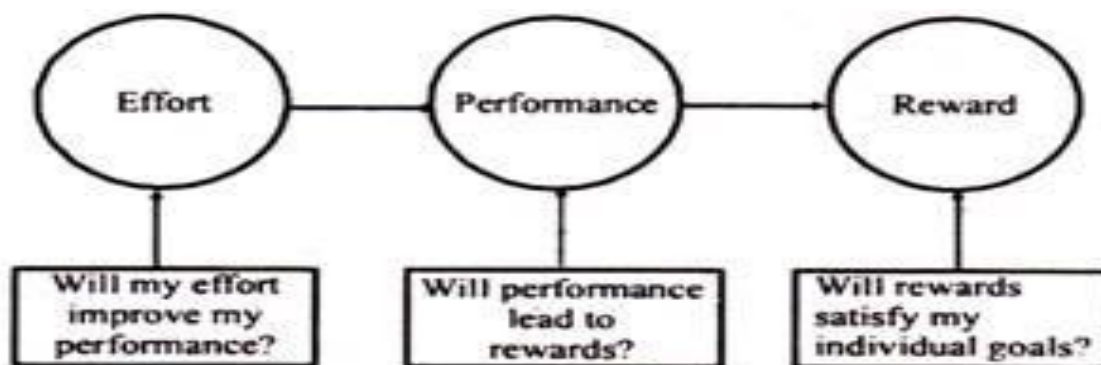 Effort
Performance
Reward
Will my effort
improve my
performance?
Will performance
lead to
rewards?
Will rewards
satisfy my
individual goals?